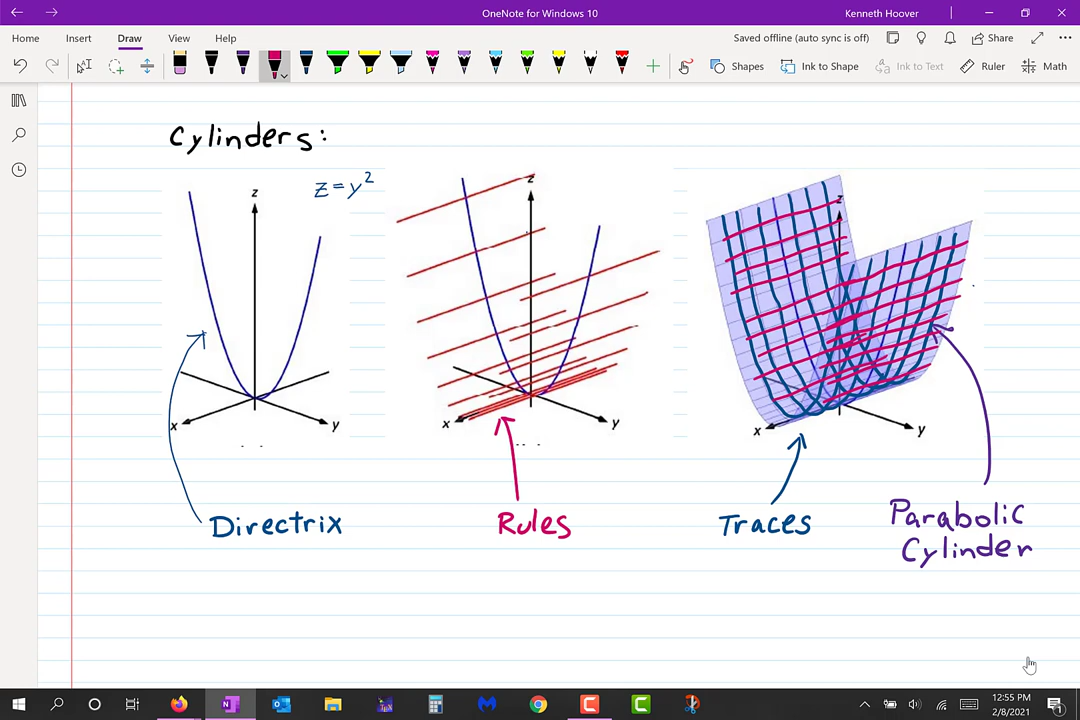 OneNote for Windows 10
Kenneth Hoover
Home Insert Draw View Help
Saved offline (auto sync is off)
Share
Shapes
Ink to Shape
Ink to Text
Ruler
Math
Cylinders:
z = y²
z
x
y
z
x
y
z
x
y
Directrix
Rules
Traces
Parabolic
Cylinder
12:55 PM
2/8/2021